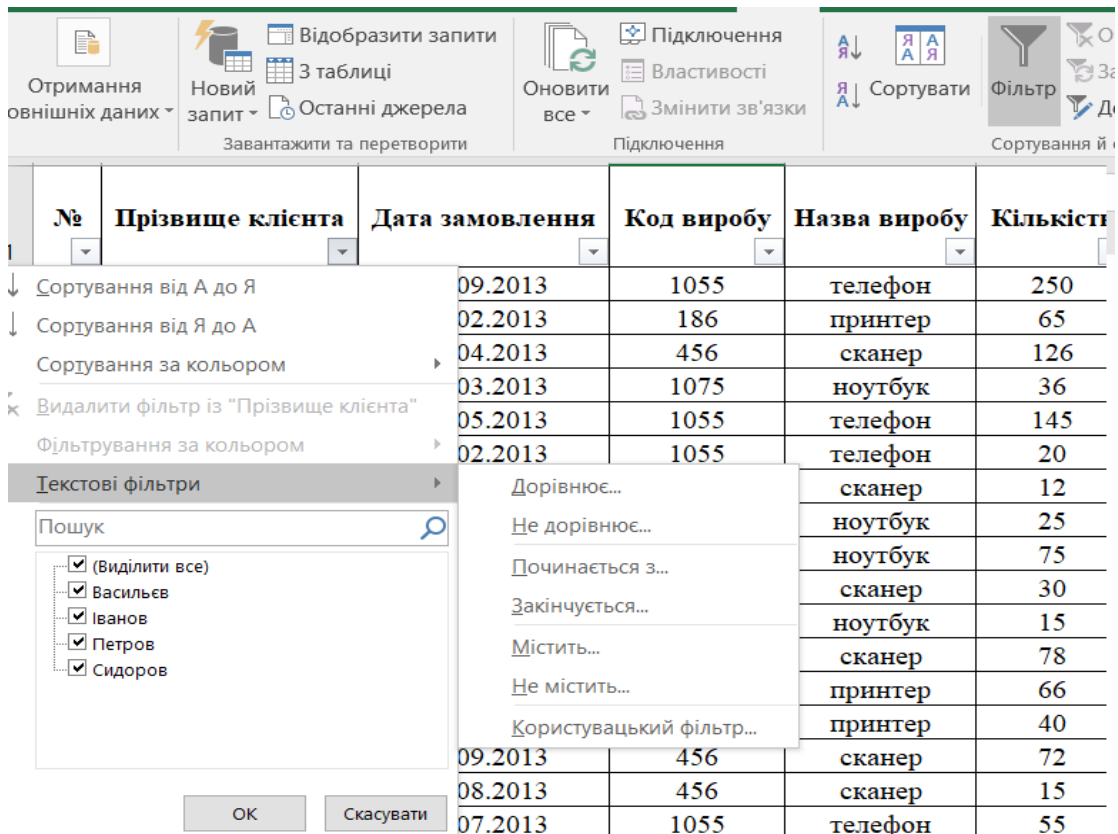 Отримання
овнішніх даних
Новий
запит
Відобразити запити
З таблиці
Останні джерела
Завантажити та перетворити
Оновити
все
Підключення
Властивості
Змінити зв'язки
Підключення
Сортувати
Фільтр
Сортування й
№ Прізвище клієнта Дата замовлення Код виробу Назва виробу Кількість
1
Сортування від А до Я
Сортування від Я до А
Сортування за кольором
Видалити фільтр із "Прізвище клієнта"
Фільтрування за кольором
Текстові фільтри
Пошук
(Виділити все)
Васильєв
Іванов
Петров
Сидоров
ОК Скасувати
Дорівнює...
Не дорівнює...
Починається з...
Закінчується...
Містить...
Не містить...
Користувацький фільтр...
09.2013 1055 телефон 250
02.2013 186 принтер 65
04.2013 456 сканер 126
03.2013 1075 ноутбук 36
05.2013 1055 телефон 145
02.2013 1055 телефон 20
сканер 12
ноутбук 25
ноутбук 75
сканер 30
ноутбук 15
сканер 78
принтер 66
принтер 40
09.2013 456 сканер 72
08.2013 456 сканер 15
07.2013 1055 телефон 55